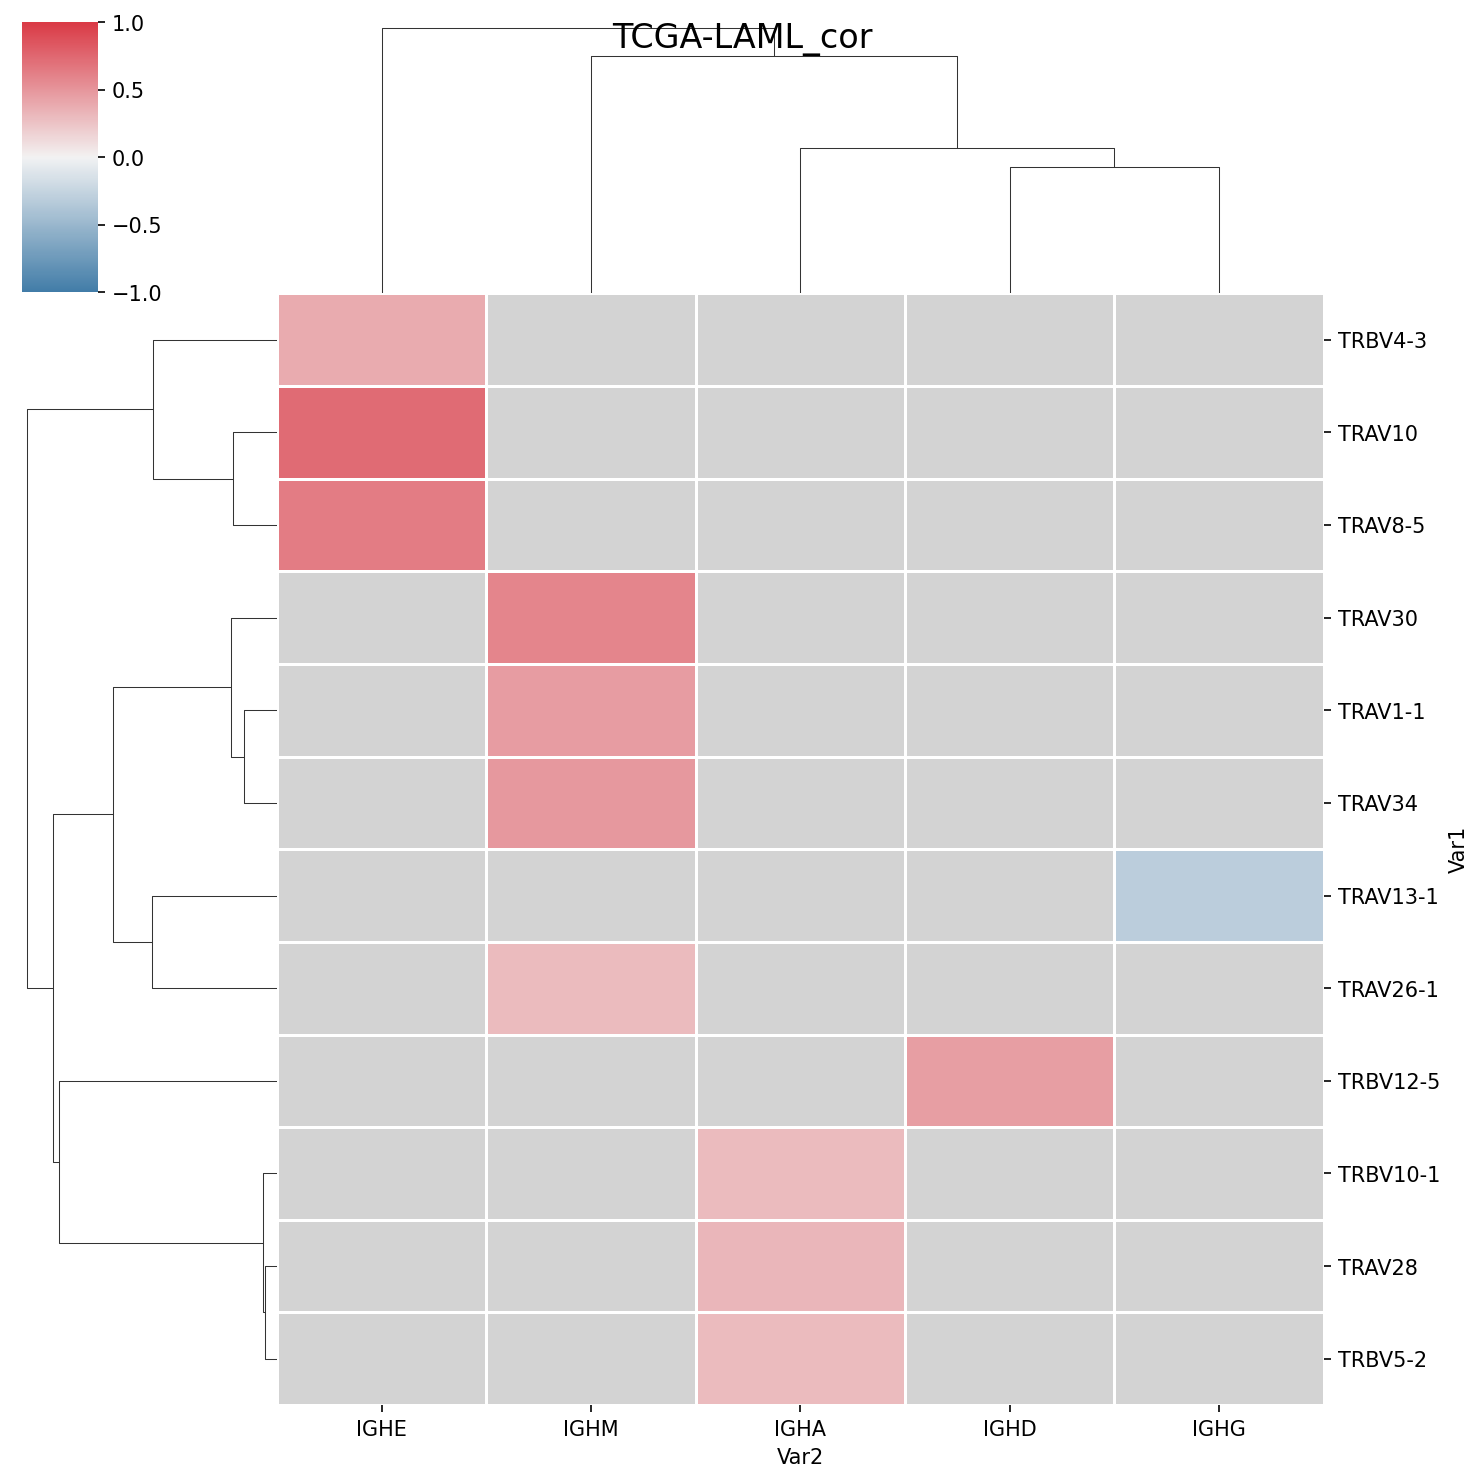 TCGA-LAML_cor
1.0
0.5
0.0
−0.5
−1.0
TRBV4-3
TRAV10
TRAV8-5
TRAV30
TRAV1-1
TRAV34
TRAV13-1
TRAV26-1
TRBV12-5
TRBV10-1
TRAV28
TRBV5-2
Var1
IGHE IGHM IGHA IGHD IGHG
Var2